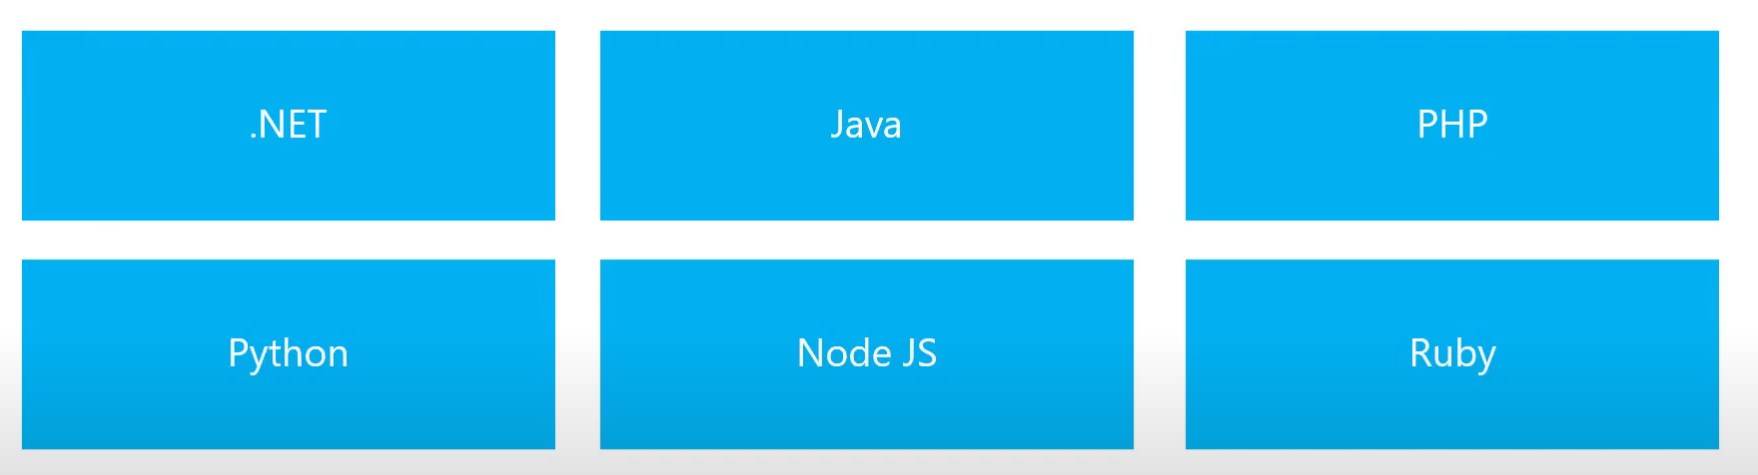 .NET
Java
PHP
Python
Node JS
Ruby